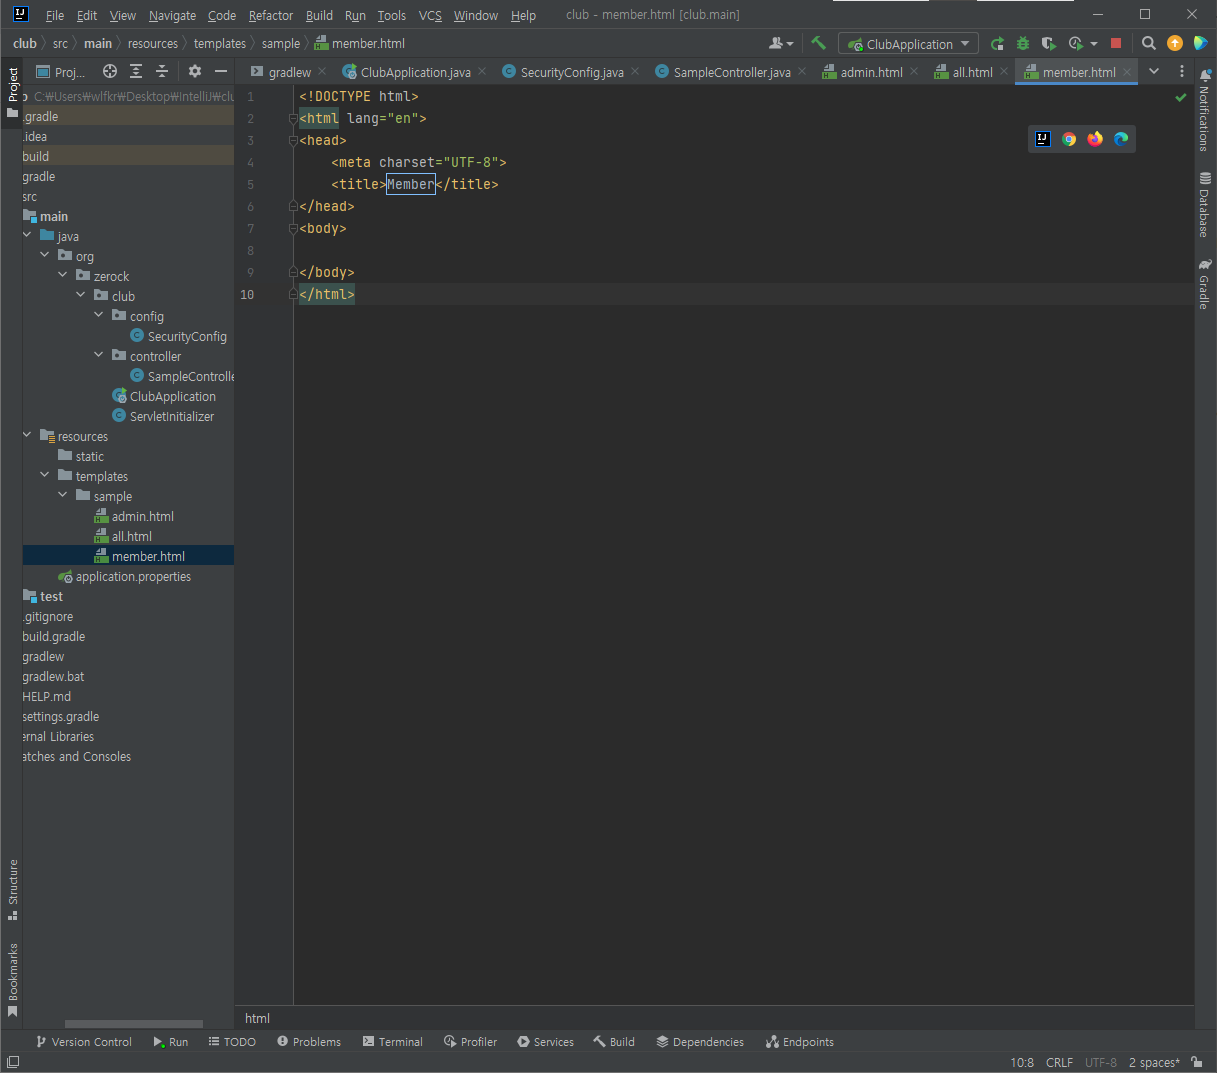 File Edit View Navigate Code Refactor Build Run Tools VCS Window Help club - member.html [club.main]
club src main resources templates sample member.html
ClubApplication
Project
Proj...
gradlew ClubApplication.java SecurityConfig.java SampleController.java admin.html all.html member.html
C:₩Users₩wlfkr₩Desktop₩IntelliJ₩clu
.gradle
.idea
build
gradle
src
main
java
org
zerock
club
config
SecurityConfig
controller
SampleControlle
ClubApplication
ServletInitializer
resources
static
templates
sample
admin.html
all.html
member.html
application.properties
test
.gitignore
build.gradle
gradlew
gradlew.bat
HELP.md
settings.gradle
ernal Libraries
atches and Consoles
1 <!DOCTYPE html>
2 <html lang="en">
3 <head>
4 <meta charset="UTF-8">
5 <title>Member</title>
6 </head>
7 <body>
8
9 </body>
10 </html>
Notifications
Database
Gradle
Structure
Bookmarks
html
Version Control Run TODO Problems Terminal Profiler Services Build Dependencies Endpoints
10:8 CRLF UTF-8 2 spaces*